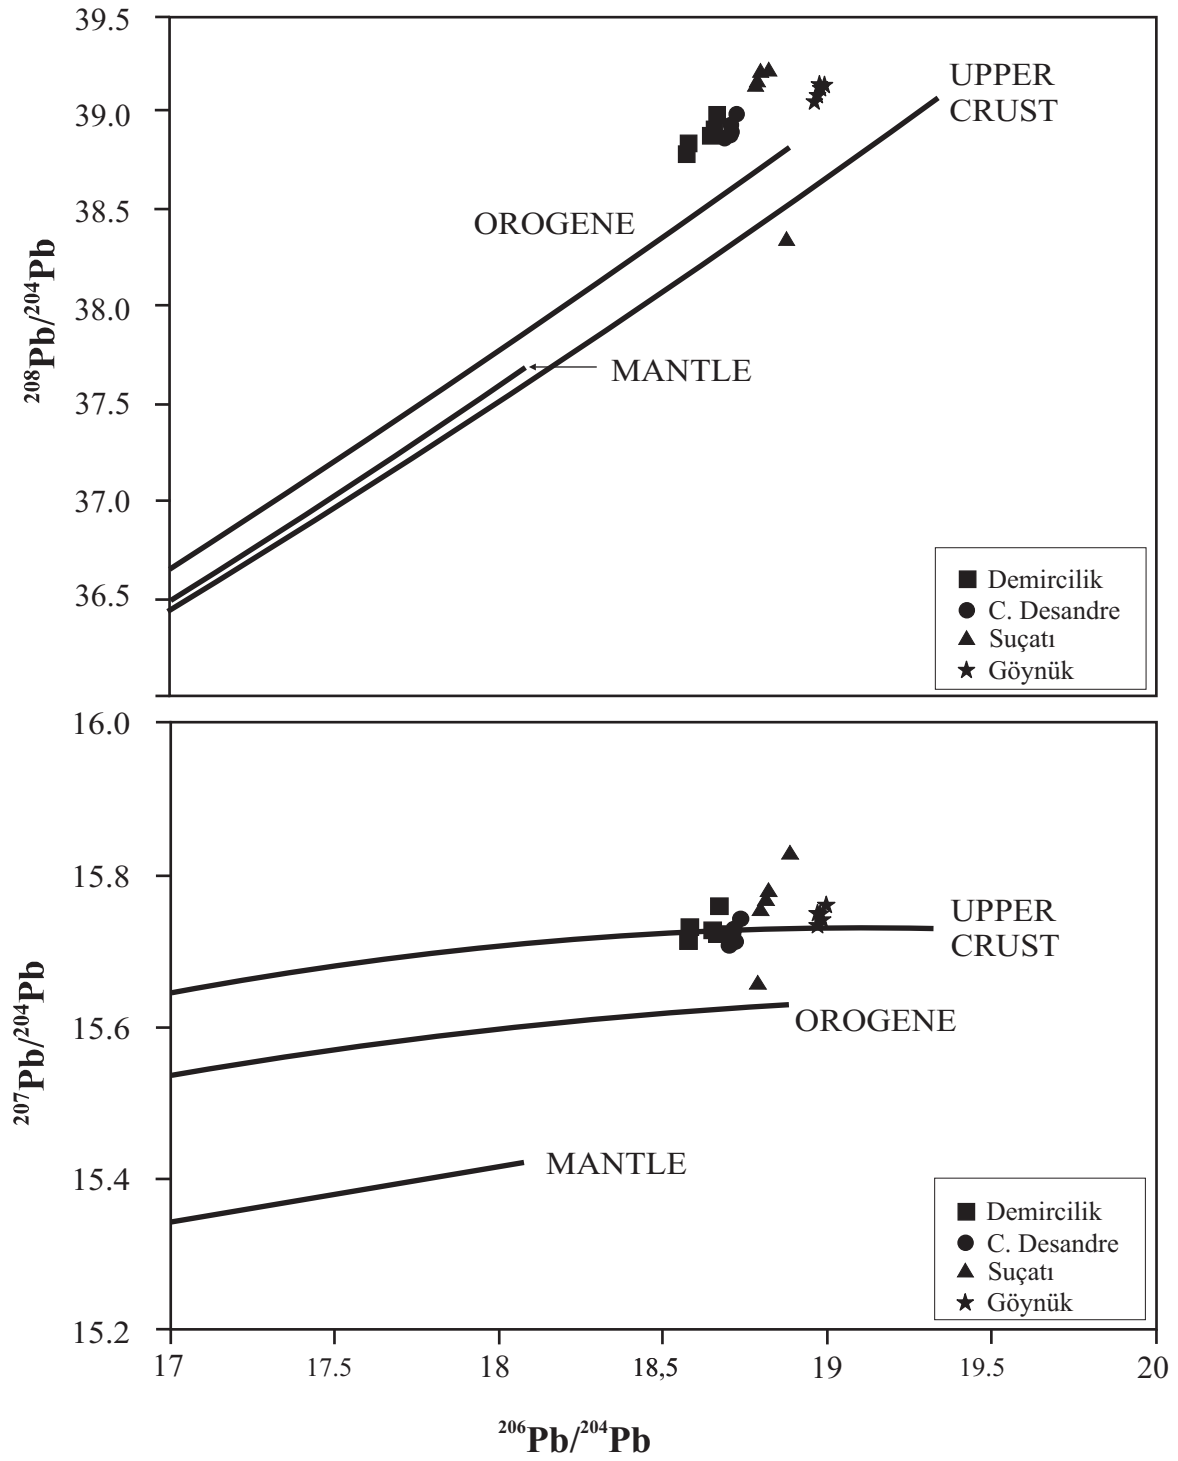 39.5
39.0
38.5
38.0
37.5
37.0
36.5
²⁰⁸Pb/²⁰⁴Pb
UPPER
CRUST
OROGENE
MANTLE
Demircilik
C. Desandre
Suçatı
Göynük
16.0
15.8
15.6
15.4
15.2
²⁰⁷Pb/²⁰⁴Pb
UPPER
CRUST
OROGENE
MANTLE
Demircilik
C. Desandre
Suçatı
Göynük
17 17.5 18 18,5 19 19.5 20
²⁰⁶Pb/²⁰⁴Pb